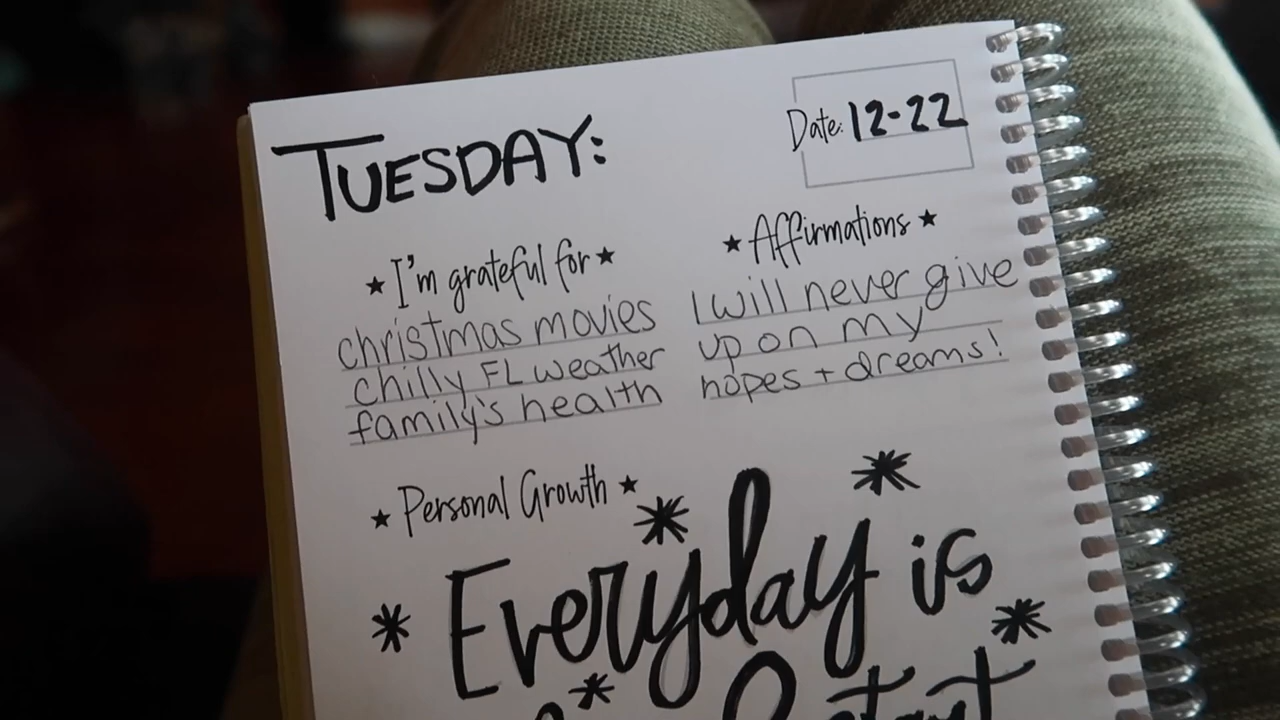 TUESDAY:
Date: 12-22
★ I'm grateful for ★
christmas movies
chilly FL weather
family's health
★ Affirmations ★
I will never give
up on my
hopes + dreams!
★ Personal Growth ★
Everyday is